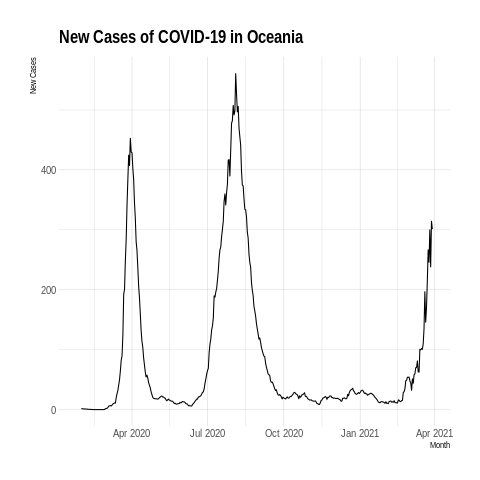 New Cases of COVID-19 in Oceania
New Cases
400
200
0
Apr 2020 Jul 2020 Oct 2020 Jan 2021 Apr 2021
Month